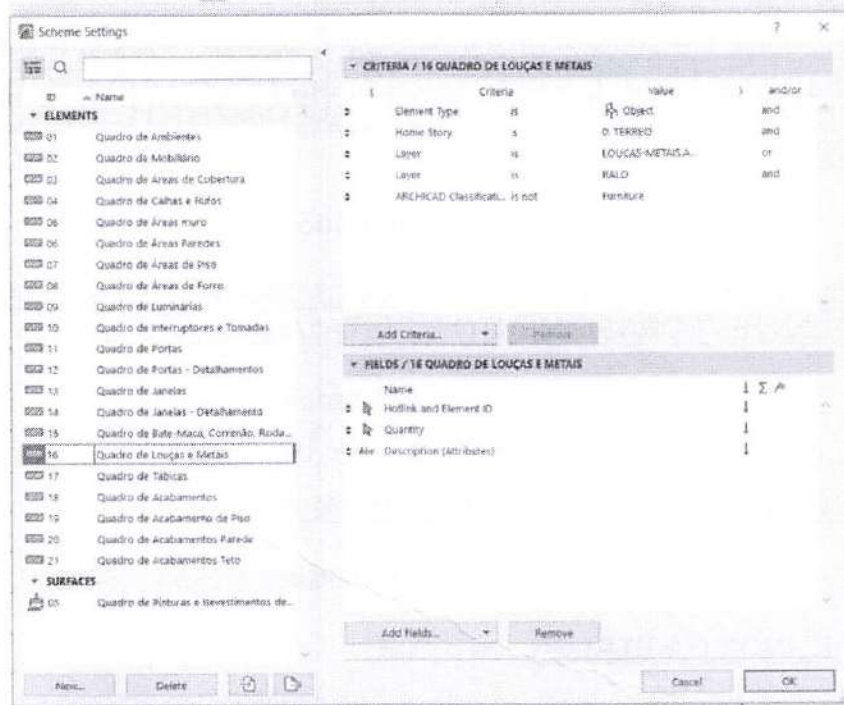 Scheme Settings
? ×
CRITERIA / 16 QUADRO DE LOUÇAS E METAIS
ID Name
( Criteria Value ) and/or
ELEMENTS
01 Quadro de Ambientes
02 Quadro de Mobiliário
03 Quadro de Áreas de Cobertura
04 Quadro de Calhas e Rufos
06 Quadro de Áreas muro
06 Quadro de Áreas Paredes
07 Quadro de Áreas de Piso
08 Quadro de Áreas de Forro
09 Quadro de Luminárias
10 Quadro de Interruptores e Tomadas
11 Quadro de Portas
12 Quadro de Portas - Detalhamentos
13 Quadro de Janelas
14 Quadro de Janelas - Detalhamento
15 Quadro de Bate-Maca, Corrimão, Roda...
16 Quadro de Louças e Metais
17 Quadro de Tabicas
18 Quadro de Acabamentos
19 Quadro de Acabamento de Piso
20 Quadro de Acabamentos Parede
21 Quadro de Acabamentos Teto
SURFACES
05 Quadro de Pinturas e Revestimentos de...
New... Delete
Element Type is Object and
Home Story is 0. TERREO and
Layer is LOUCAS-METAIS.A... or
Layer is RALO and
ARCHICAD Classificati... is not Furniture
Add Criteria... Remove
FIELDS / 16 QUADRO DE LOUÇAS E METAIS
Name
Hotlink and Element ID
Quantity
Abc Description (Attributes)
Add Fields... Remove
Cancel OK